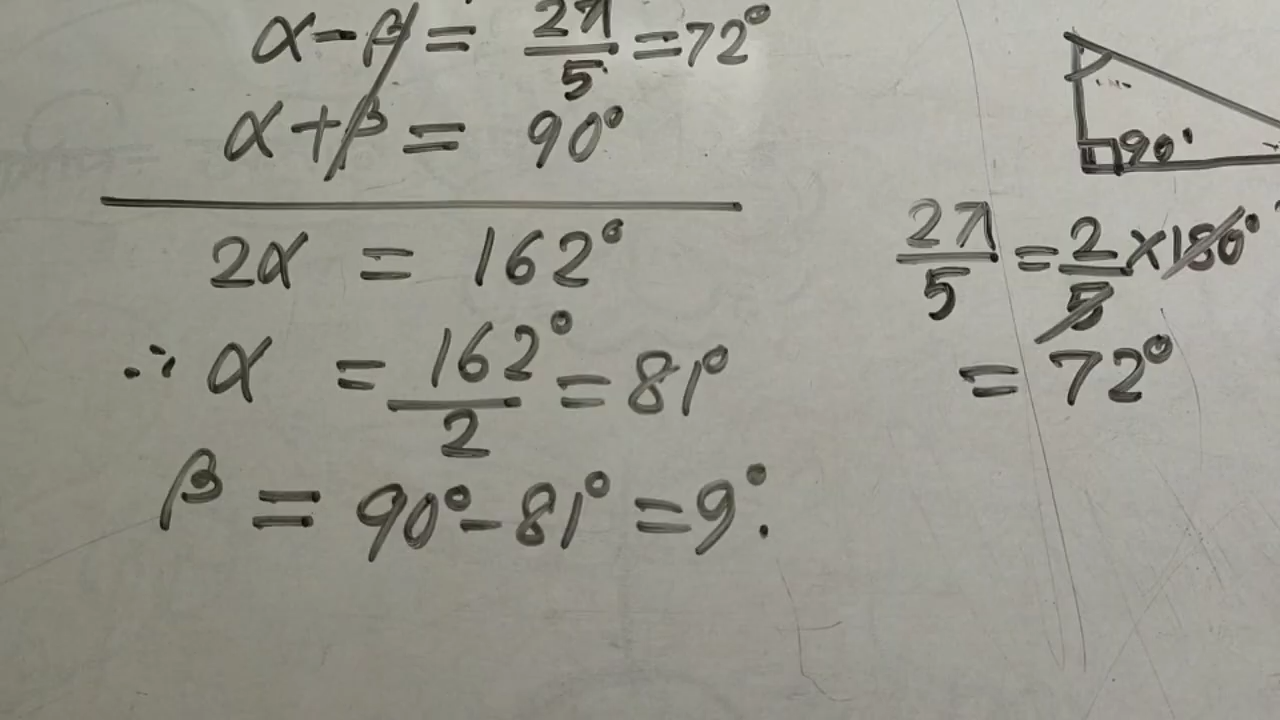 α-β = 2π/5 = 72°
α+β = 90°
2α = 162°
∴ α = 162°/2 = 81°
β = 90°-81° = 9°.
90°
2π/5 = 2/5 × 180°
= 72°